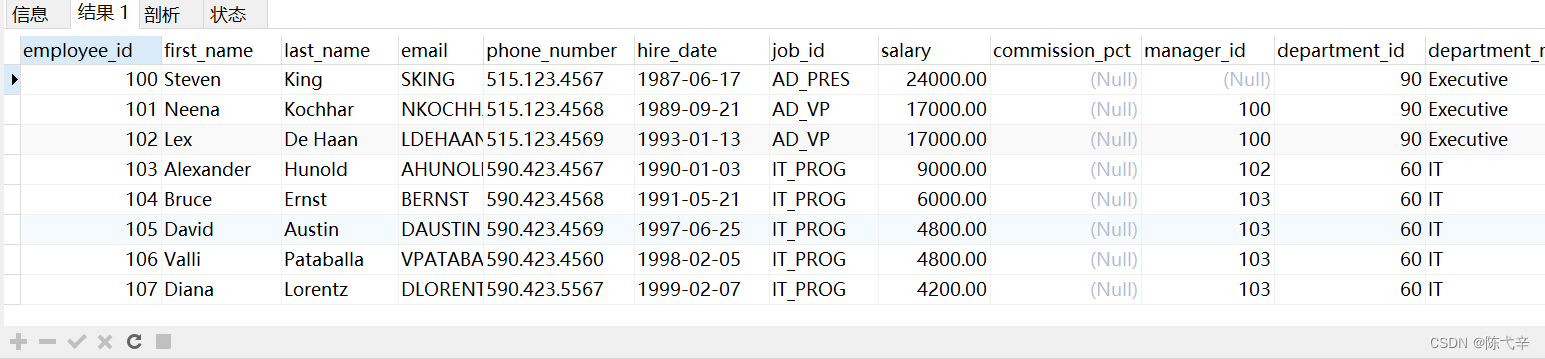 信息 结果 1 剖析 状态
employee_id first_name last_name email phone_number hire_date job_id salary commission_pct manager_id department_id department_n
100 Steven King SKING 515.123.4567 1987-06-17 AD_PRES 24000.00 (Null) (Null) 90 Executive
101 Neena Kochhar NKOCHH 515.123.4568 1989-09-21 AD_VP 17000.00 (Null) 100 90 Executive
102 Lex De Haan LDEHAAN 515.123.4569 1993-01-13 AD_VP 17000.00 (Null) 100 90 Executive
103 Alexander Hunold AHUNOL 590.423.4567 1990-01-03 IT_PROG 9000.00 (Null) 102 60 IT
104 Bruce Ernst BERNST 590.423.4568 1991-05-21 IT_PROG 6000.00 (Null) 103 60 IT
105 David Austin DAUSTIN 590.423.4569 1997-06-25 IT_PROG 4800.00 (Null) 103 60 IT
106 Valli Pataballa VPATABA 590.423.4560 1998-02-05 IT_PROG 4800.00 (Null) 103 60 IT
107 Diana Lorentz DLORENT 590.423.5567 1999-02-07 IT_PROG 4200.00 (Null) 103 60 IT
CSDN @陈弋辛